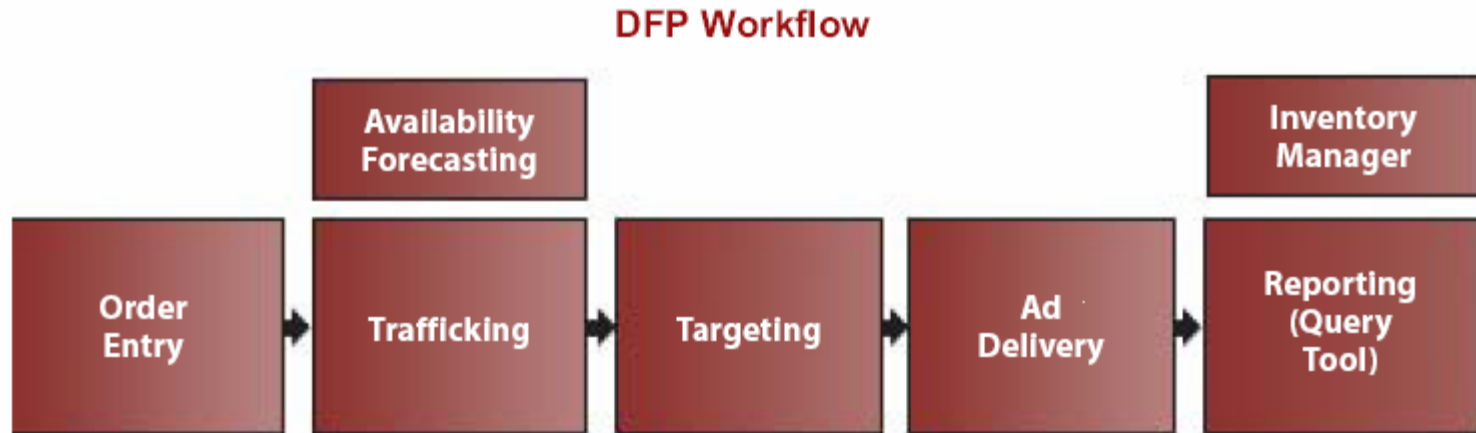 DFP Workflow
Availability
Forecasting
Inventory
Manager
Order
Entry
Trafficking
Targeting
Ad
Delivery
Reporting
(Query
Tool)